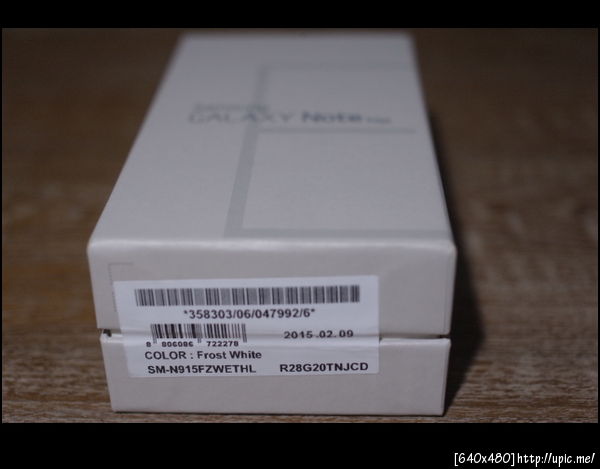 SAMSUNG
GALAXY Note edge
*358303/06/047992/6*
8 806086 722278
2015.02.09
COLOR : Frost White
SM-N915FZWETHL R28G20TNJCD
[640x480]http://upic.me/